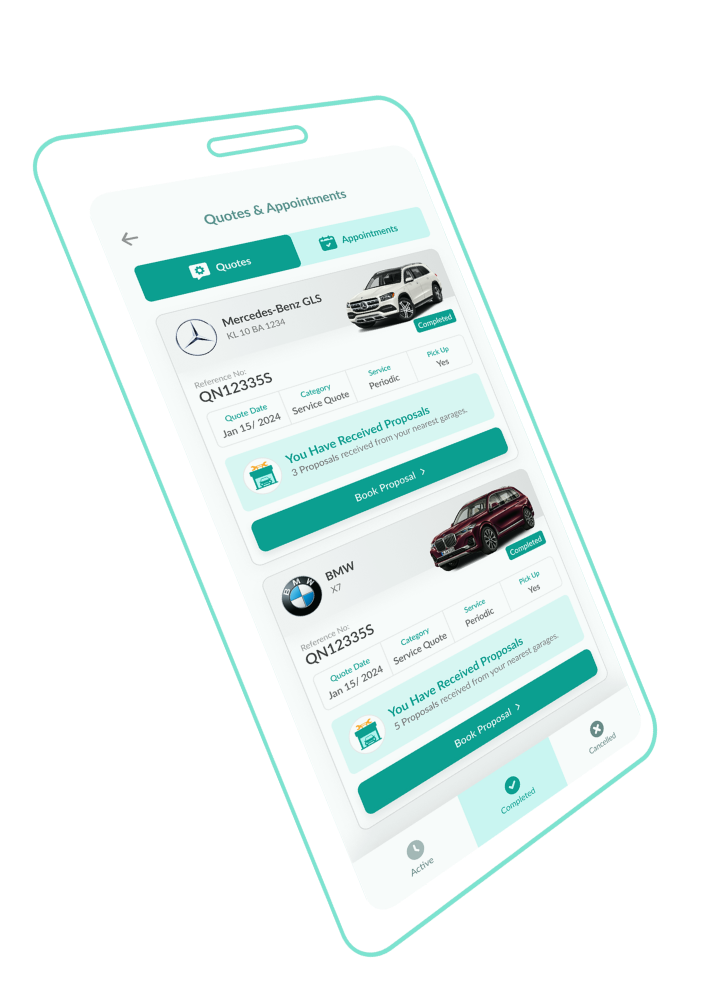 Quotes & Appointments
Quotes
Appointments
Mercedes-Benz GLS
KL 10 BA 1234
Completed
Reference No:
QN12335S
Quote Date
Category
Service
Pick Up
Jan 15/ 2024
Service Quote
Periodic
Yes
You Have Received Proposals
3 Proposals received from your nearest garages.
Book Proposal >
BMW
BMW
X7
Completed
Reference No:
QN12335S
Quote Date
Category
Service
Pick Up
Jan 15/ 2024
Service Quote
Periodic
Yes
You Have Received Proposals
5 Proposals received from your nearest garages.
Book Proposal >
Active
Completed
Cancelled